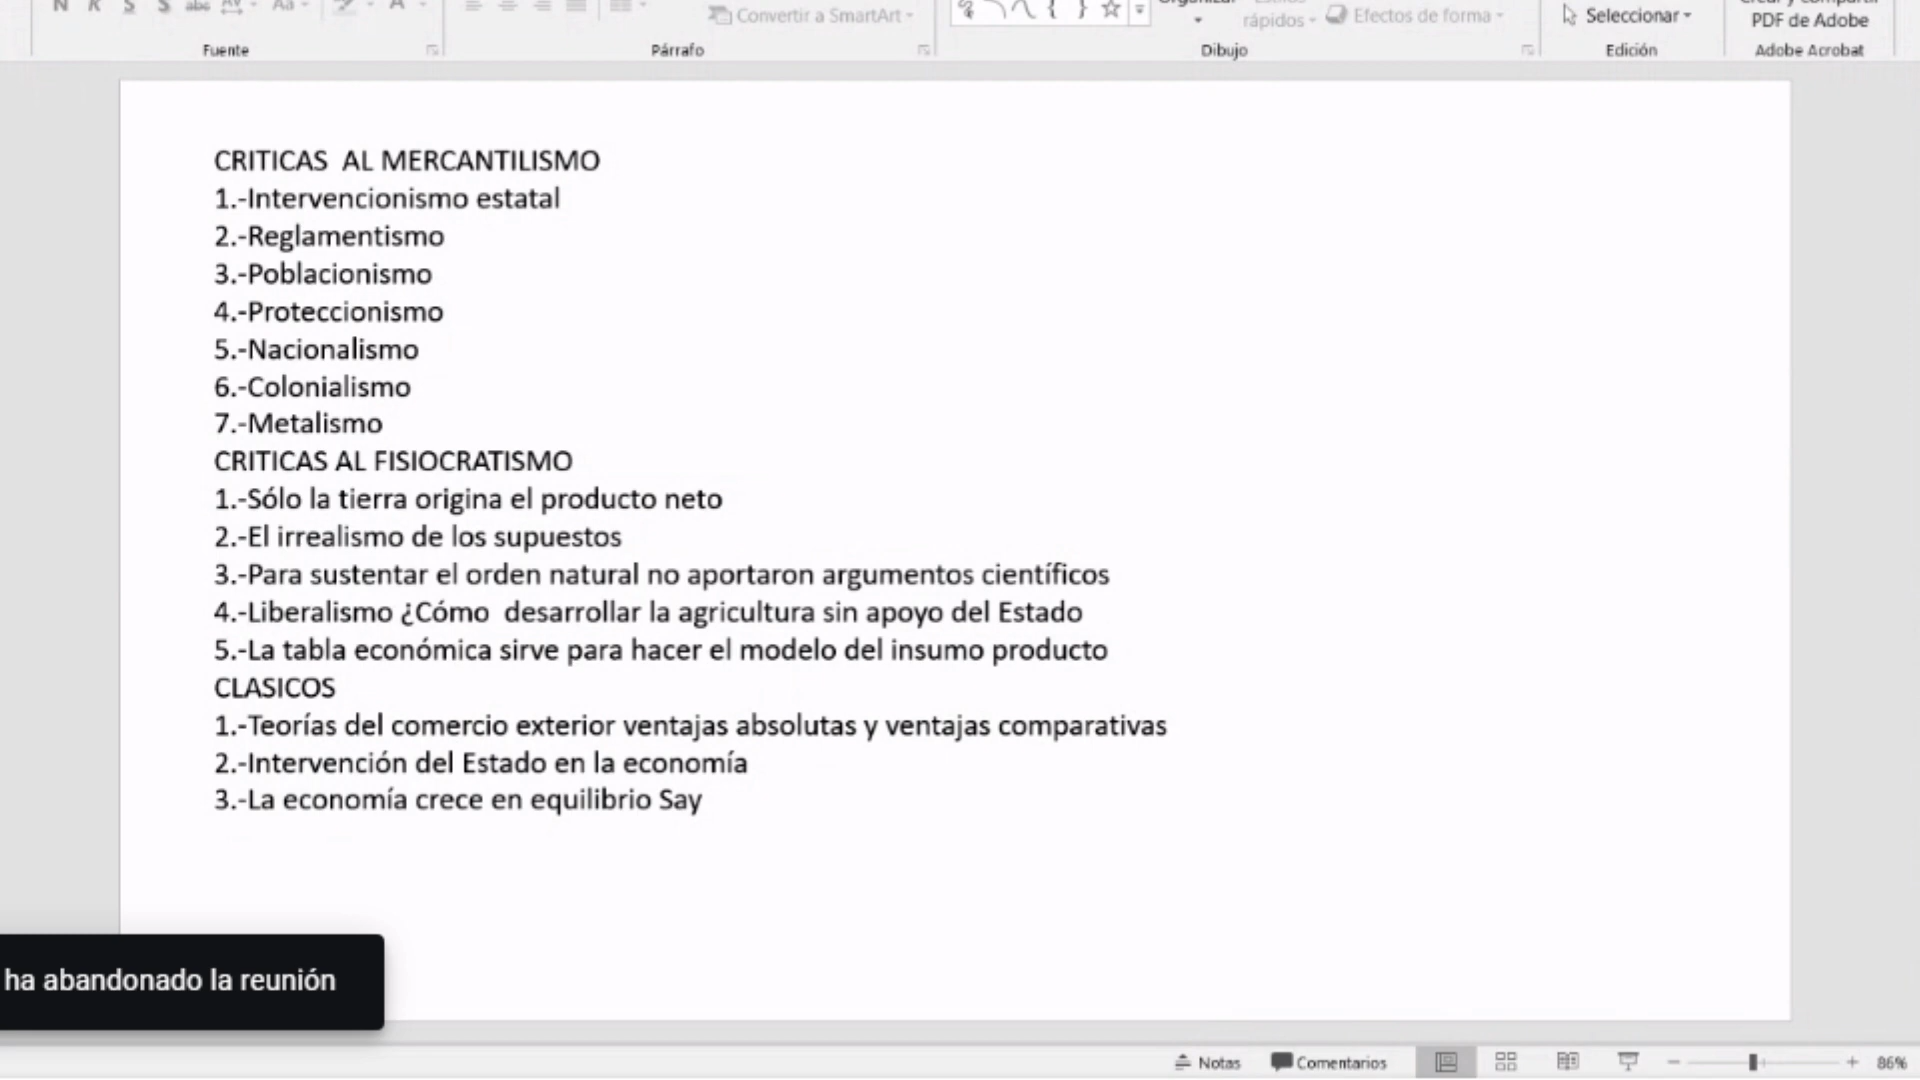 Convertir a SmartArt
rápidos
Efectos de forma
Seleccionar
PDF de Adobe
Fuente
Párrafo
Dibujo
Edición
Adobe Acrobat
CRITICAS  AL MERCANTILISMO
1.-Intervencionismo estatal
2.-Reglamentismo
3.-Poblacionismo
4.-Proteccionismo
5.-Nacionalismo
6.-Colonialismo
7.-Metalismo
CRITICAS AL FISIOCRATISMO
1.-Sólo la tierra origina el producto neto
2.-El irrealismo de los supuestos
3.-Para sustentar el orden natural no aportaron argumentos científicos
4.-Liberalismo ¿Cómo  desarrollar la agricultura sin apoyo del Estado
5.-La tabla económica sirve para hacer el modelo del insumo producto
CLASICOS
1.-Teorías del comercio exterior ventajas absolutas y ventajas comparativas
2.-Intervención del Estado en la economía
3.-La economía crece en equilibrio Say
ha abandonado la reunión
Notas
Comentarios
86%